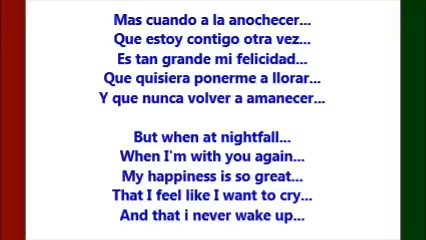 Mas cuando a la anochecer...
Que estoy contigo otra vez...
Es tan grande mi felicidad...
Que quisiera ponerme a llorar...
Y que nunca volver a amanecer...
But when at nightfall...
When I'm with you again...
My happiness is so great...
That I feel like I want to cry...
And that i never wake up...